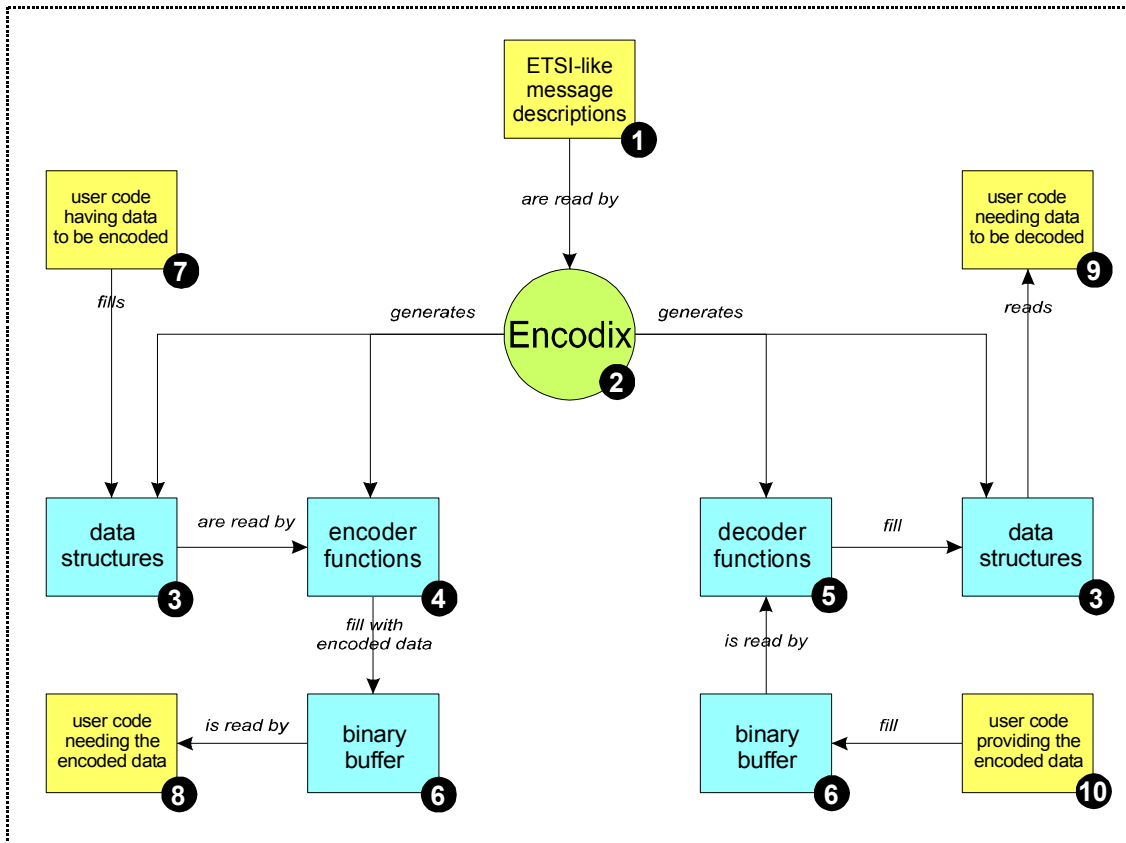 ETSI-like
message
descriptions
1
are read by
user code
having data
to be encoded
7
user code
needing data
to be decoded
9
fills
reads
generates
Encodix
generates
2
data
structures
3
are read by
encoder
functions
4
decoder
functions
5
fill
data
structures
3
fill with
encoded data
is read by
user code
needing the
encoded data
8
is read by
binary
buffer
6
binary
buffer
6
fill
user code
providing the
encoded data
10